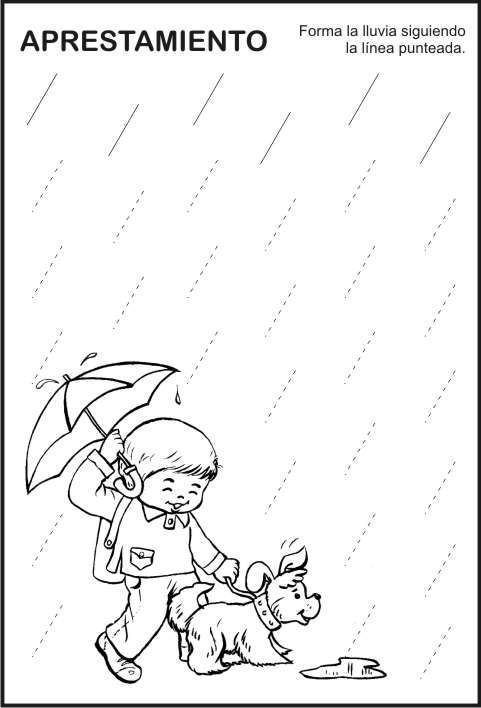 APRESTAMIENTO
Forma la lluvia siguiendo
la línea punteada.